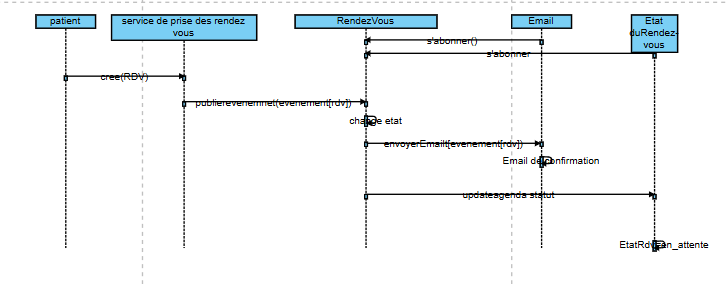 patient
service de prise des rendez
vous
RendezVous
Email
Etat
duRendez-
vous
s'abonner()
s'abonner
cree(RDV)
publierevenemnet(evenement[rdv])
change etat
envoyerEmailt[evenement[rdv])
Email de confirmation
updateagenda statut
EtatRdv=en_attente